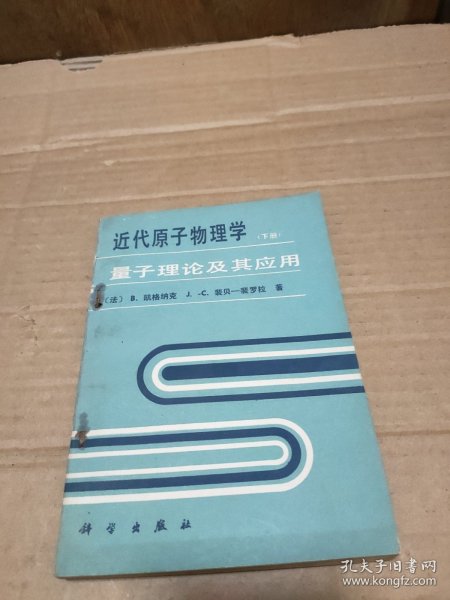 近代原子物理学（下册）
量子理论及其应用
〔法〕 B. 凯格纳克 J. -C. 裴贝—裴罗拉 著
科学出版社
孔夫子旧书网
www.kongfz.com